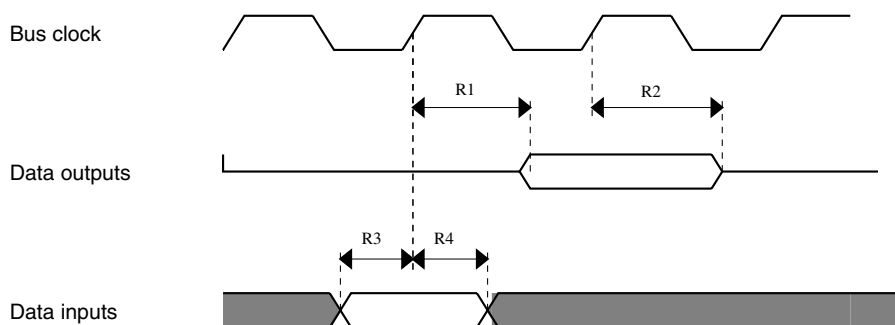 Bus clock
R1
R2
Data outputs
R3
R4
Data inputs